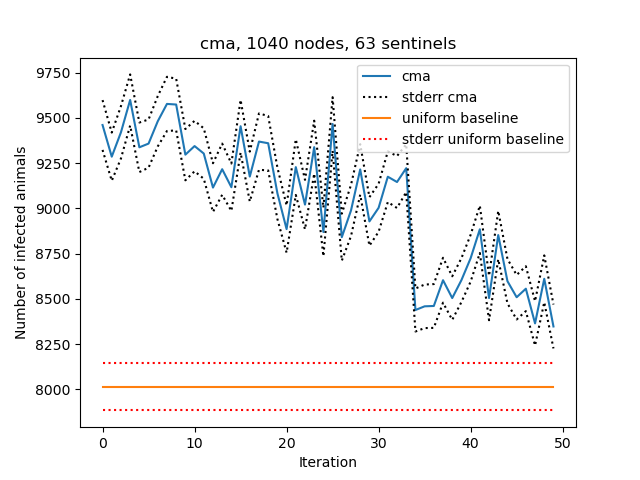 cma, 1040 nodes, 63 sentinels
Number of infected animals
9750
9500
9250
9000
8750
8500
8250
8000
cma
stderr cma
uniform baseline
stderr uniform baseline
0
10
20
30
40
50
Iteration